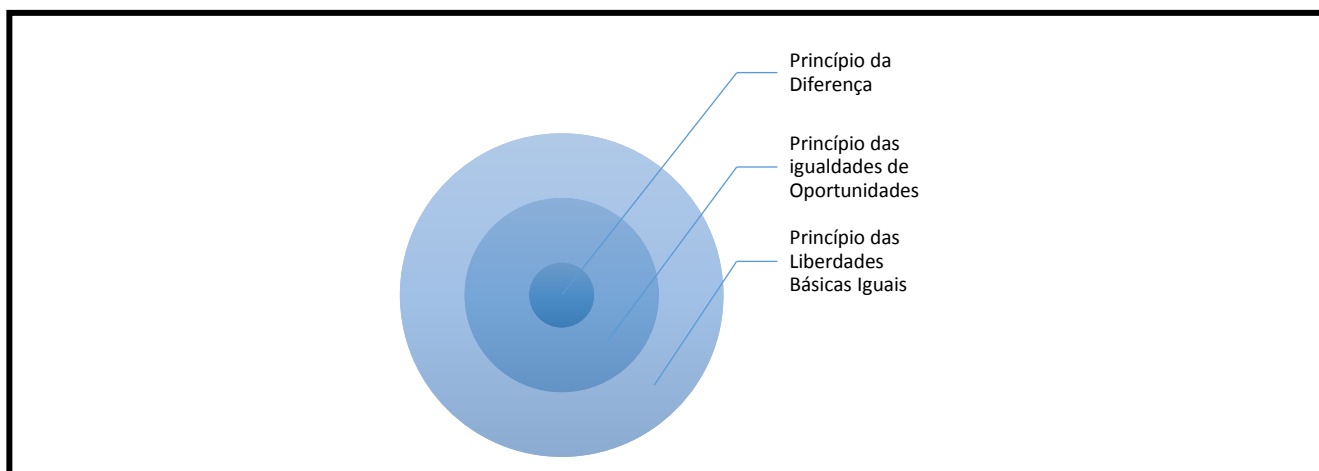 Princípio da
Diferença
Princípio das
igualdades de
Oportunidades
Princípio das
Liberdades
Básicas Iguais